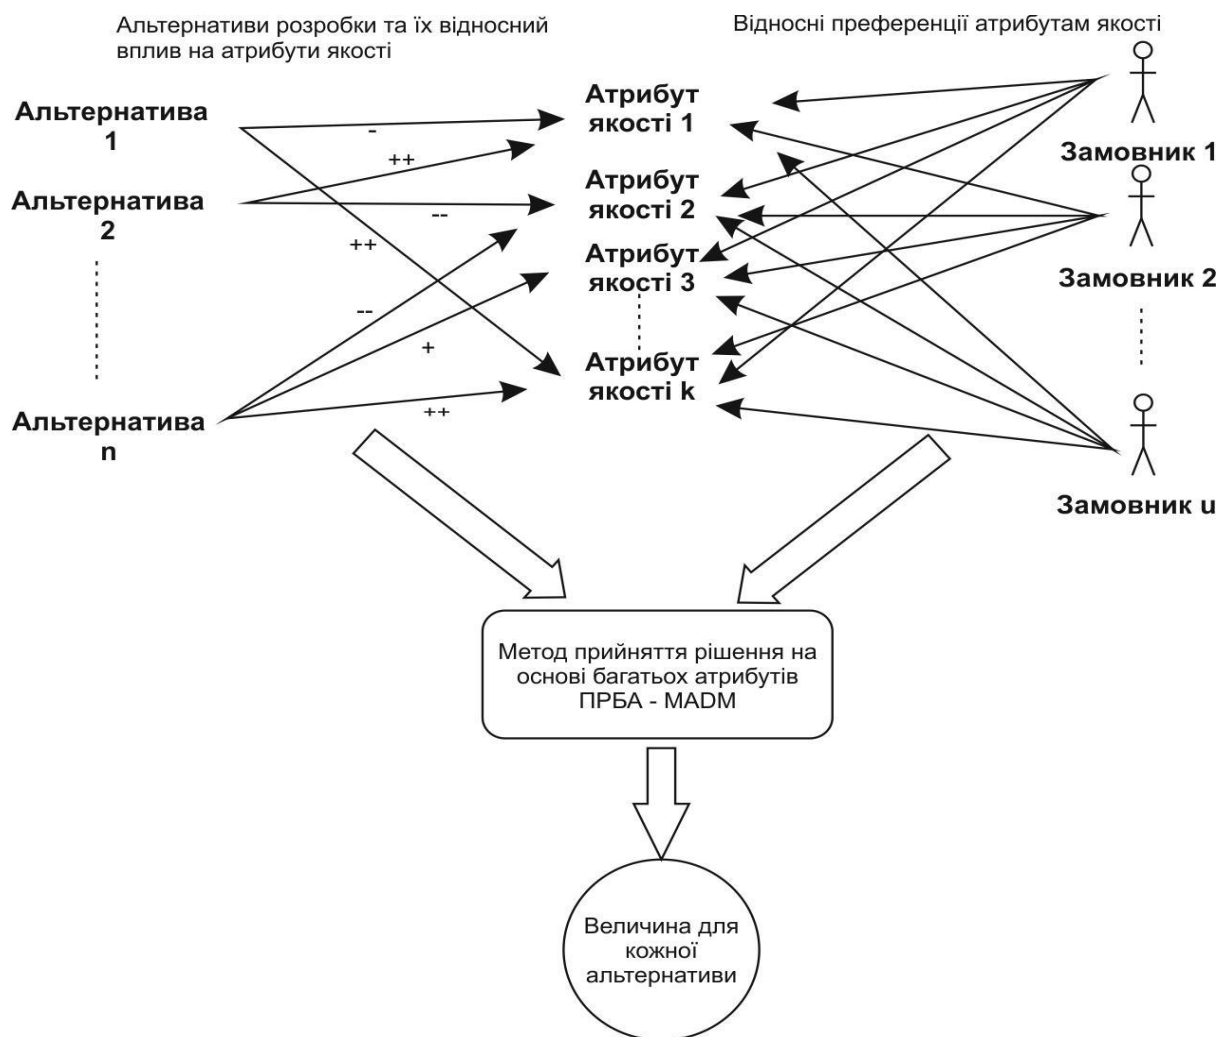 Альтернативи розробки та їх відносний
вплив на атрибути якості
Відносні преференції атрибутам якості
Альтернатива
1
Альтернатива
2
Альтернатива
n
-
++
--
++
--
+
++
Атрибут
якості 1
Атрибут
якості 2
Атрибут
якості 3
Атрибут
якості k
Замовник 1
Замовник 2
Замовник u
Метод прийняття рішення на
основі багатьох атрибутів
ПРБА - MADM
Величина для
кожної
альтернативи